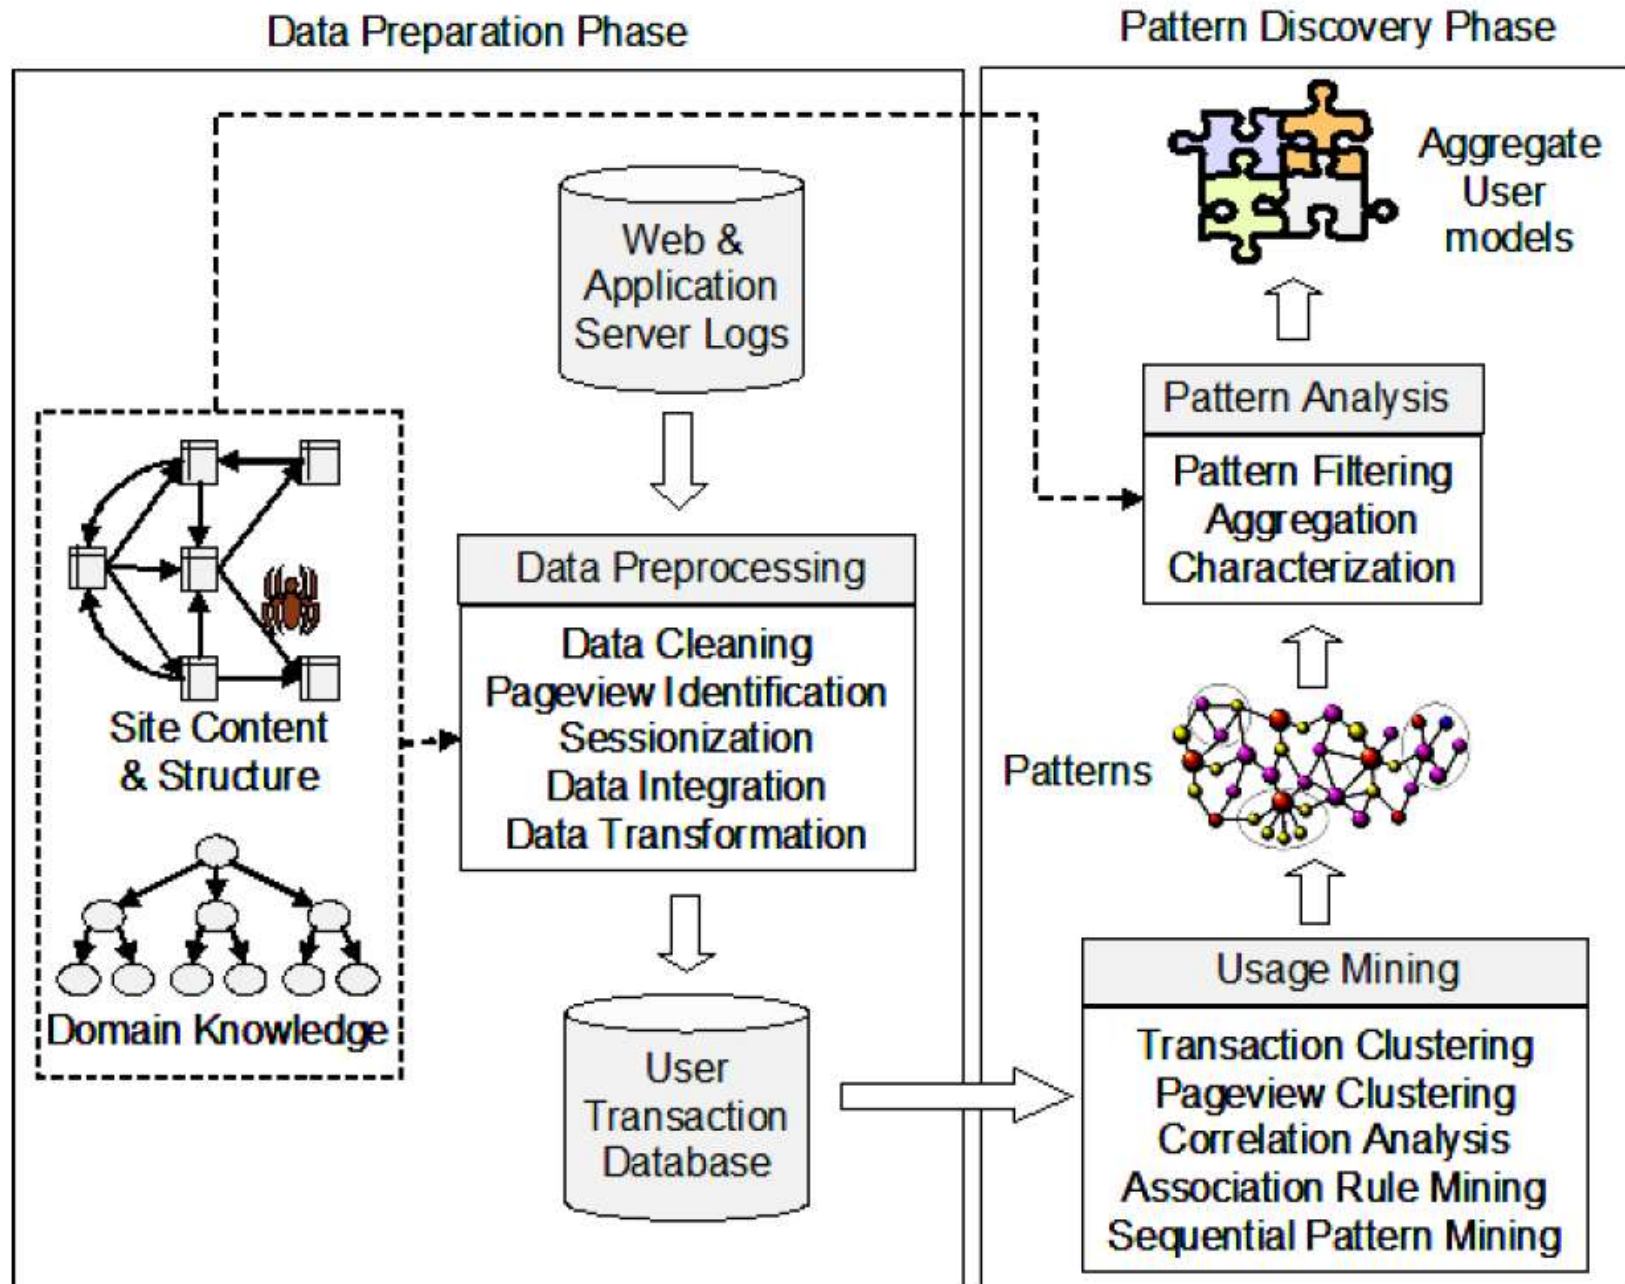 Data Preparation Phase
Web &
Application
Server Logs
Site Content
& Structure
Domain Knowledge
Data Preprocessing
Data Cleaning
Pageview Identification
Sessionization
Data Integration
Data Transformation
User
Transaction
Database
Pattern Discovery Phase
Aggregate
User
models
Pattern Analysis
Pattern Filtering
Aggregation
Characterization
Patterns
Usage Mining
Transaction Clustering
Pageview Clustering
Correlation Analysis
Association Rule Mining
Sequential Pattern Mining